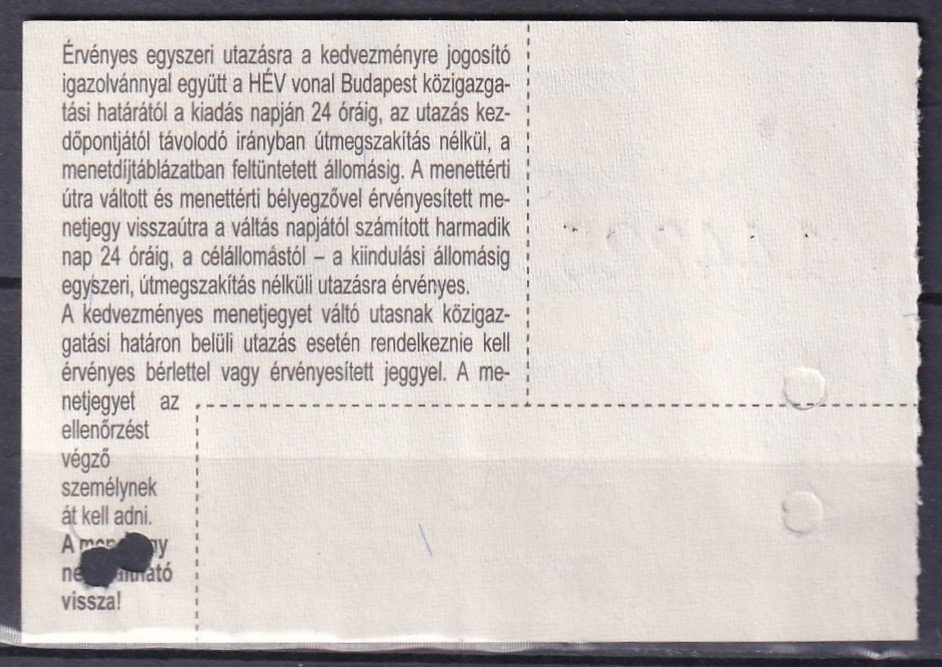 Érvényes egyszeri utazásra a kedvezményre jogosító
igazolvánnyal együtt a HÉV vonal Budapest közigazga-
tási határától a kiadás napján 24 óráig, az utazás kez-
dőpontjától távolodó irányban útmegszakítás nélkül, a
menetdíjtáblázatban feltüntetett állomásig. A menettérti
útra váltott és menettérti bélyegzővel érvényesített me-
netjegy visszaútra a váltás napjától számított harmadik
nap 24 óráig, a célállomástól – a kiindulási állomásig
egyszeri, útmegszakítás nélküli utazásra érvényes.
A kedvezményes menetjegyet váltó utasnak közigaz-
gatási határon belüli utazás esetén rendelkeznie kell
érvényes bérlettel vagy érvényesített jeggyel. A me-
netjegyet az
ellenőrzést
végző
személynek
át kell adni.
A
vissza!